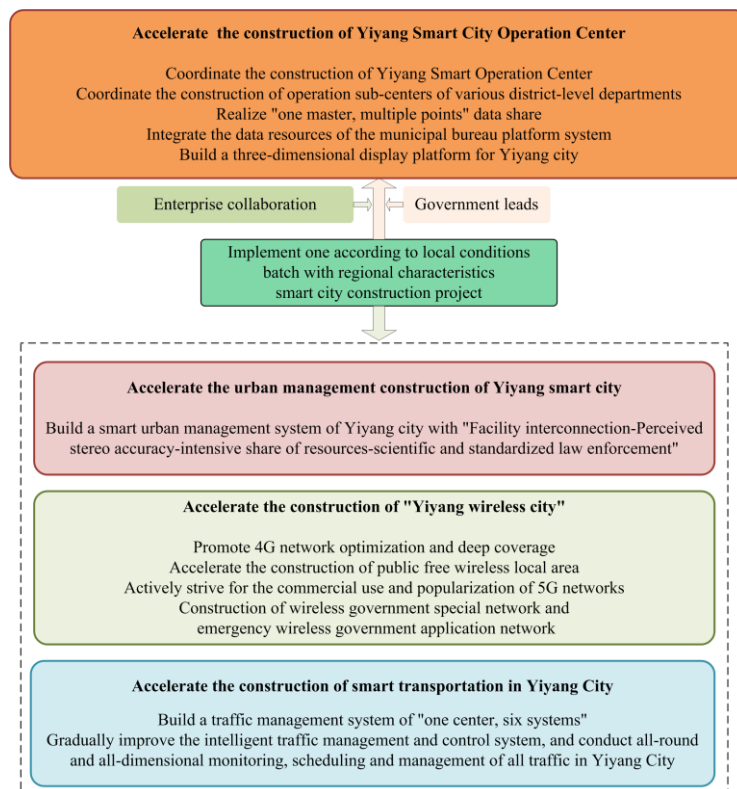 Accelerate the construction of Yiyang Smart City Operation Center
Coordinate the construction of Yiyang Smart Operation Center
Coordinate the construction of operation sub-centers of various district-level departments
Realize "one master, multiple points" data share
Integrate the data resources of the municipal bureau platform system
Build a three-dimensional display platform for Yiyang city
Enterprise collaboration
Government leads
Implement one according to local conditions
batch with regional characteristics
smart city construction project
Accelerate the urban management construction of Yiyang smart city
Build a smart urban management system of Yiyang city with "Facility interconnection-Perceived
stereo accuracy-intensive share of resources-scientific and standardized law enforcement"
Accelerate the construction of "Yiyang wireless city"
Promote 4G network optimization and deep coverage
Accelerate the construction of public free wireless local area
Actively strive for the commercial use and popularization of 5G networks
Construction of wireless government special network and
emergency wireless government application network
Accelerate the construction of smart transportation in Yiyang City
Build a traffic management system of "one center, six systems"
Gradually improve the intelligent traffic management and control system, and conduct all-round
and all-dimensional monitoring, scheduling and management of all traffic in Yiyang City